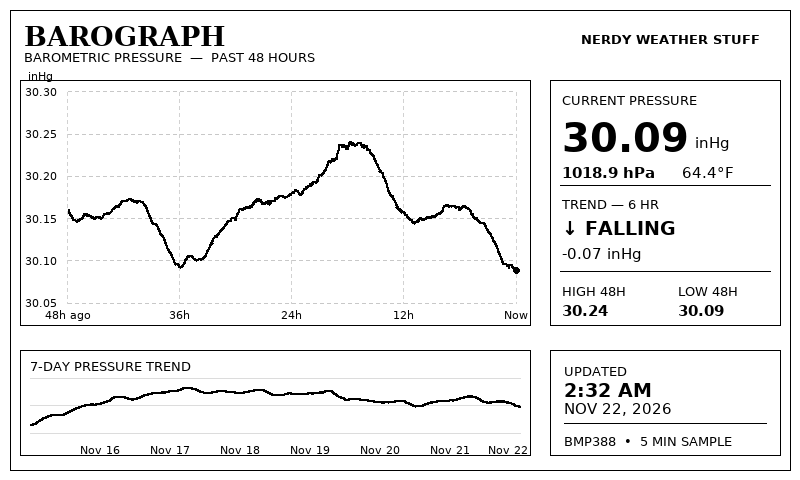 BAROGRAPH
BAROMETRIC PRESSURE — PAST 48 HOURS
NERDY WEATHER STUFF
inHg
30.30
30.25
30.20
30.15
30.10
30.05
48h ago 36h 24h 12h Now
CURRENT PRESSURE
30.09 inHg
1018.9 hPa 64.4°F
TREND — 6 HR
↓ FALLING
-0.07 inHg
HIGH 48H LOW 48H
30.24 30.09
7-DAY PRESSURE TREND
Nov 16 Nov 17 Nov 18 Nov 19 Nov 20 Nov 21 Nov 22
UPDATED
2:32 AM
NOV 22, 2026
BMP388 • 5 MIN SAMPLE